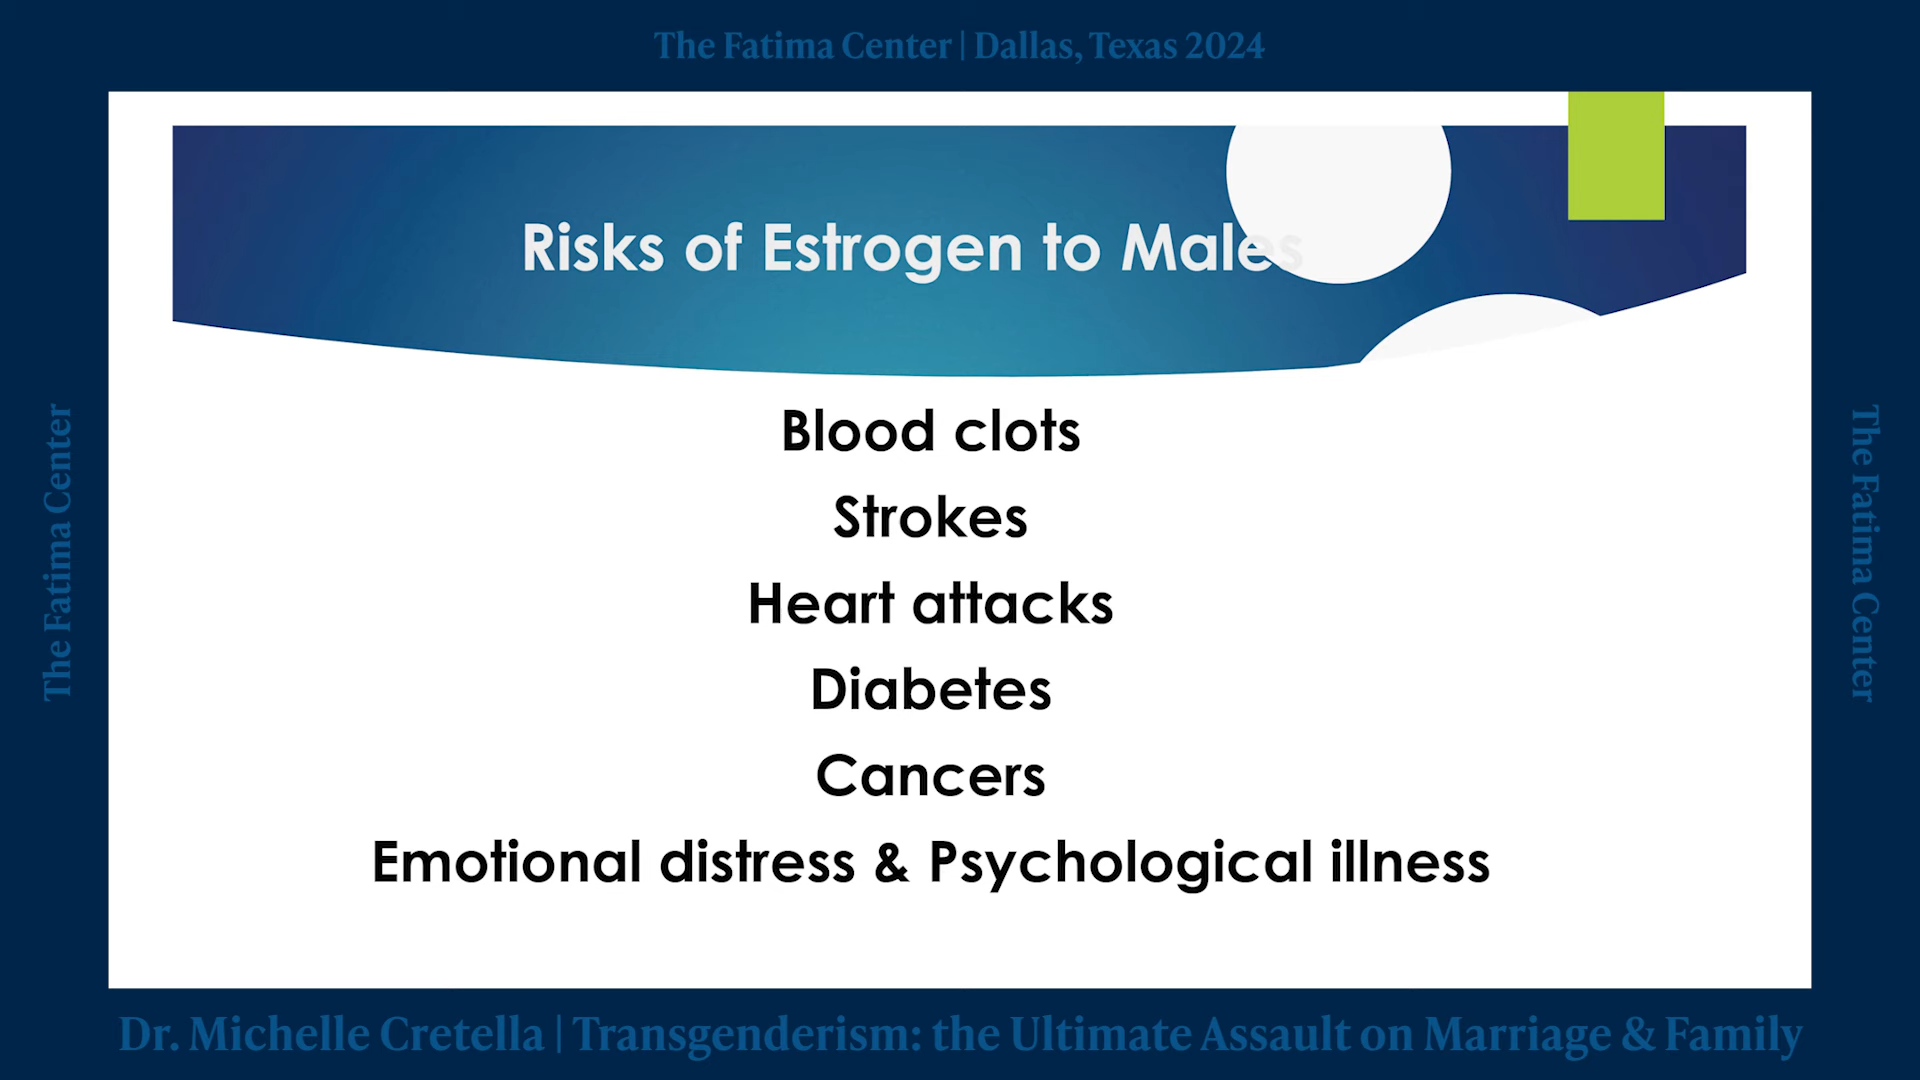 The Fatima Center | Dallas, Texas 2024
Risks of Estrogen to Males
Blood clots
Strokes
Heart attacks
Diabetes
Cancers
Emotional distress & Psychological illness
The Fatima Center
The Fatima Center
Dr. Michelle Cretella | Transgenderism: the Ultimate Assault on Marriage & Family